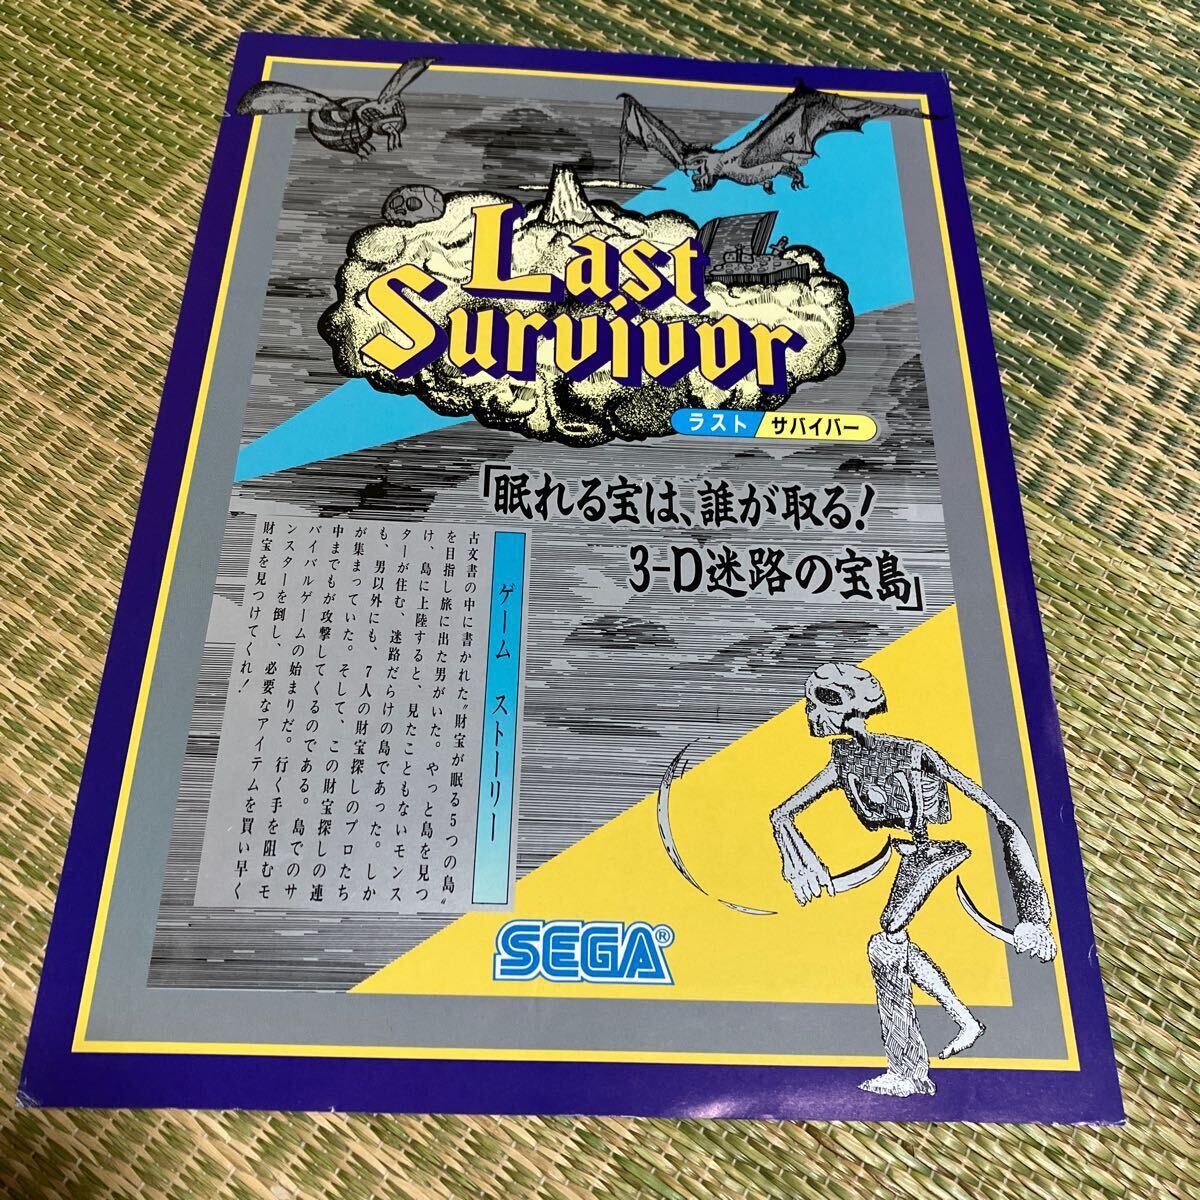 Last
Survivor
ラスト サバイバー
「眠れる宝は、誰が取る！
3-D迷路の宝島」
ゲーム ストーリー
古文書の中に書かれた"財宝が眠る5つの島"
を目指し旅に出た男がいた。やっと島を見つ
け、島に上陸すると、見たこともないモンス
ターが住む、迷路だらけの島であった。しか
も、男以外にも、7人の財宝探しのプロたち
が集まっていた。そして、この財宝探しの連
中までもが攻撃してくるのである。島でのサ
バイバルゲームの始まりだ。行く手を阻むモ
ンスターを倒し、必要なアイテムを買い早く
財宝を見つけてくれ！
SEGA®